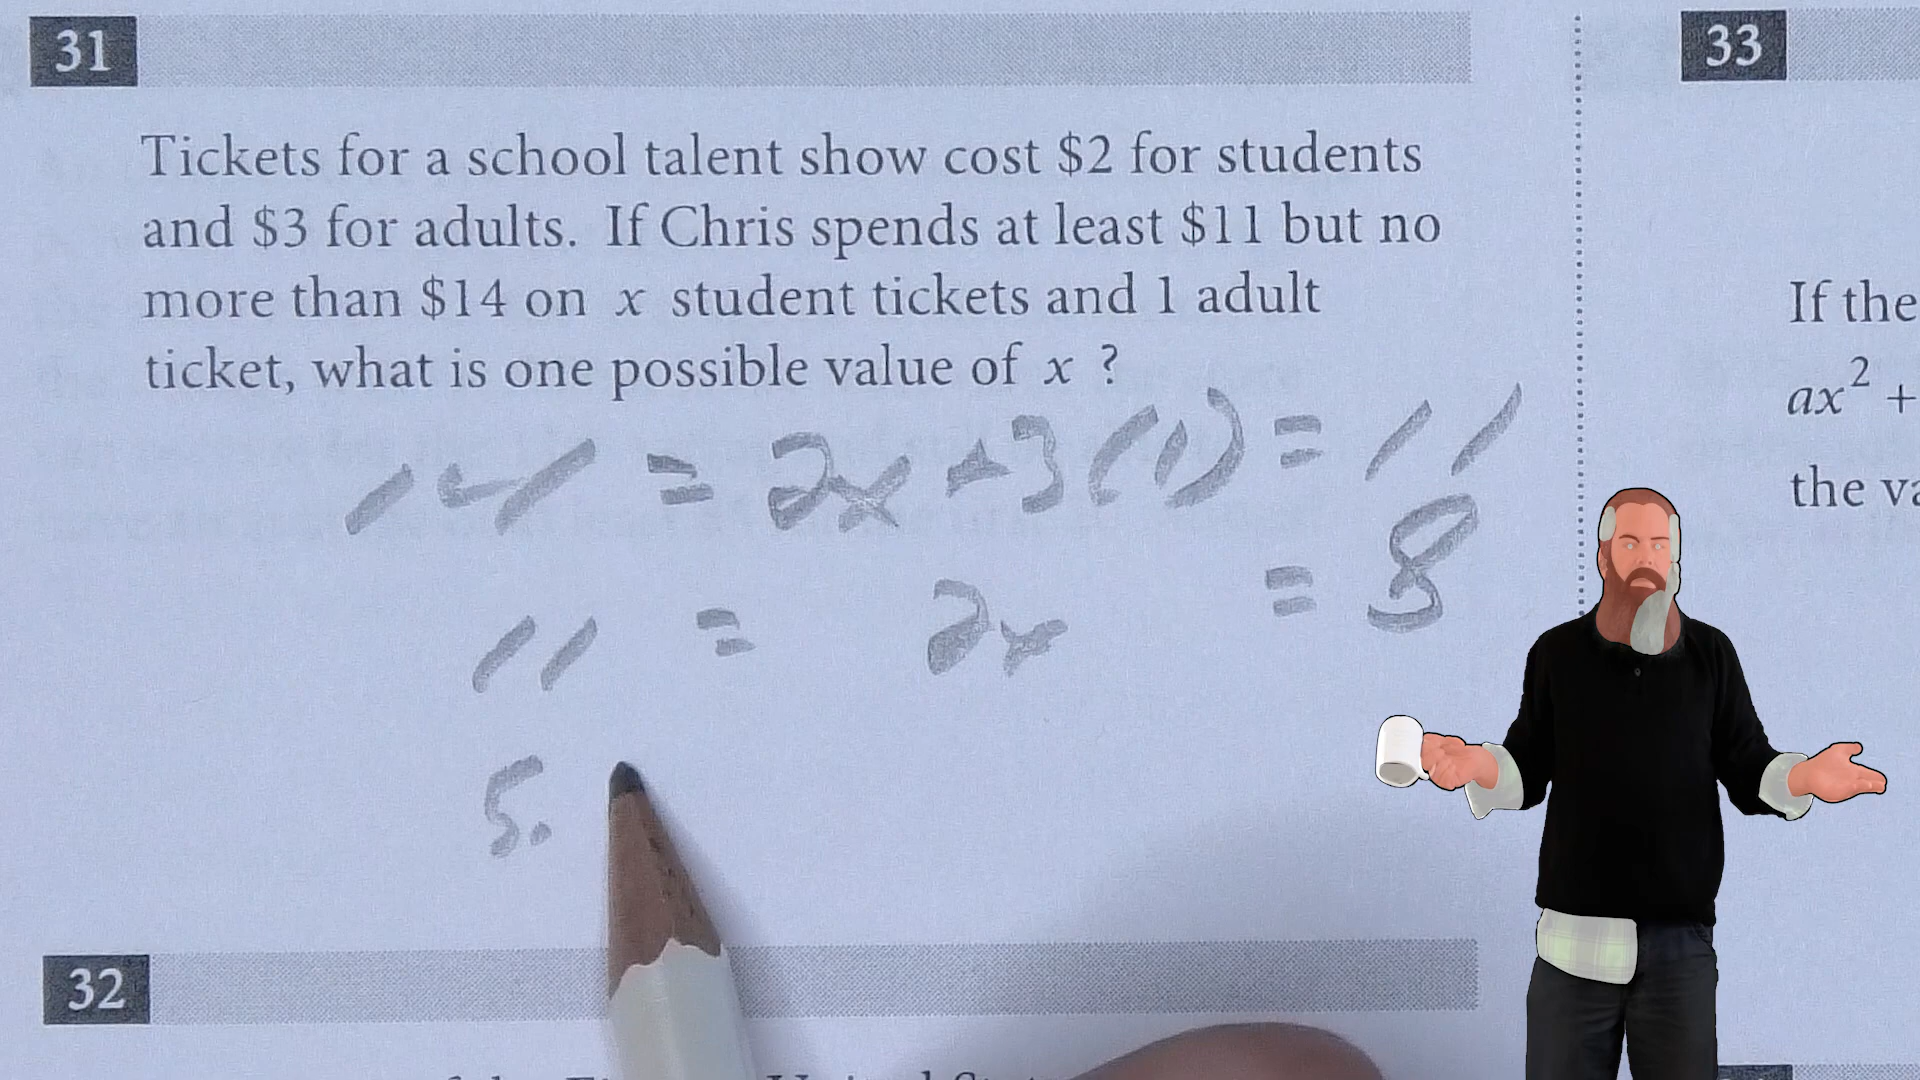 31
Tickets for a school talent show cost $2 for students
and $3 for adults. If Chris spends at least $11 but no
more than $14 on x student tickets and 1 adult
ticket, what is one possible value of x ?
14 = 2x + 3(1) = 11
11 = 2x = 8
5.
32
33
If the
ax² +
the va